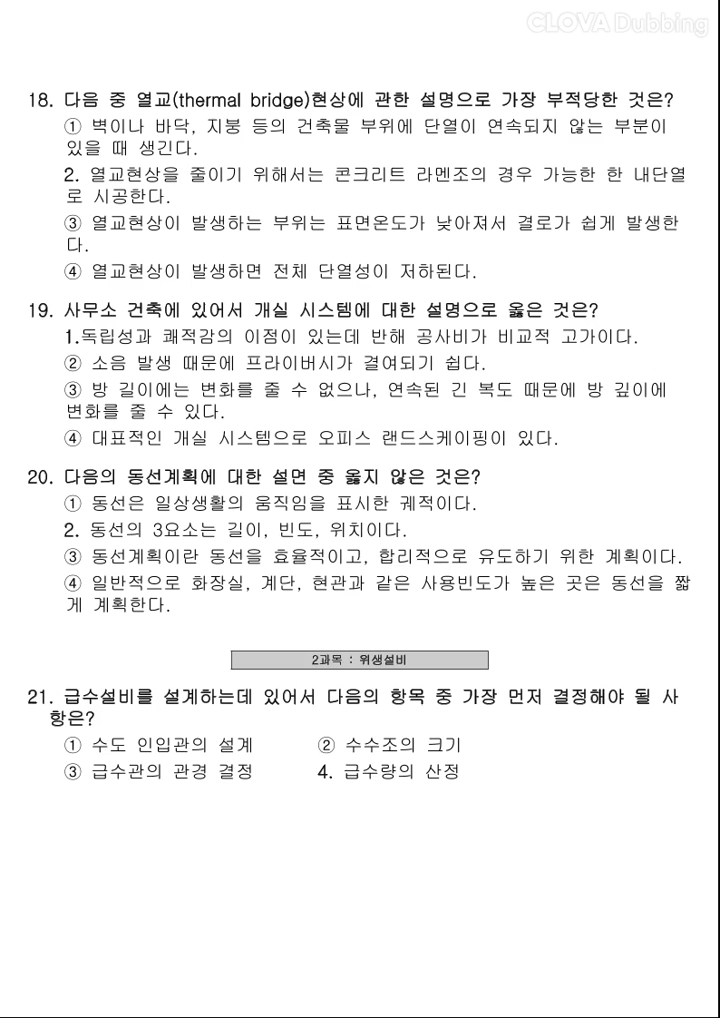 CLOVA Dubbing
18. 다음 중 열교(thermal bridge)현상에 관한 설명으로 가장 부적당한 것은?
① 벽이나 바닥, 지붕 등의 건축물 부위에 단열이 연속되지 않는 부분이
있을 때 생긴다.
2. 열교현상을 줄이기 위해서는 콘크리트 라멘조의 경우 가능한 한 내단열
로 시공한다.
③ 열교현상이 발생하는 부위는 표면온도가 낮아져서 결로가 쉽게 발생한
다.
④ 열교현상이 발생하면 전체 단열성이 저하된다.
19. 사무소 건축에 있어서 개실 시스템에 대한 설명으로 옳은 것은?
1.독립성과 쾌적감의 이점이 있는데 반해 공사비가 비교적 고가이다.
② 소음 발생 때문에 프라이버시가 결여되기 쉽다.
③ 방 길이에는 변화를 줄 수 없으나, 연속된 긴 복도 때문에 방 깊이에
변화를 줄 수 있다.
④ 대표적인 개실 시스템으로 오피스 랜드스케이핑이 있다.
20. 다음의 동선계획에 대한 설면 중 옳지 않은 것은?
① 동선은 일상생활의 움직임을 표시한 궤적이다.
2. 동선의 3요소는 길이, 빈도, 위치이다.
③ 동선계획이란 동선을 효율적이고, 합리적으로 유도하기 위한 계획이다.
④ 일반적으로 화장실, 계단, 현관과 같은 사용빈도가 높은 곳은 동선을 짧
게 계획한다.
2과목 : 위생설비
21. 급수설비를 설계하는데 있어서 다음의 항목 중 가장 먼저 결정해야 될 사
항은?
① 수도 인입관의 설계 ② 수수조의 크기
③ 급수관의 관경 결정 4. 급수량의 산정